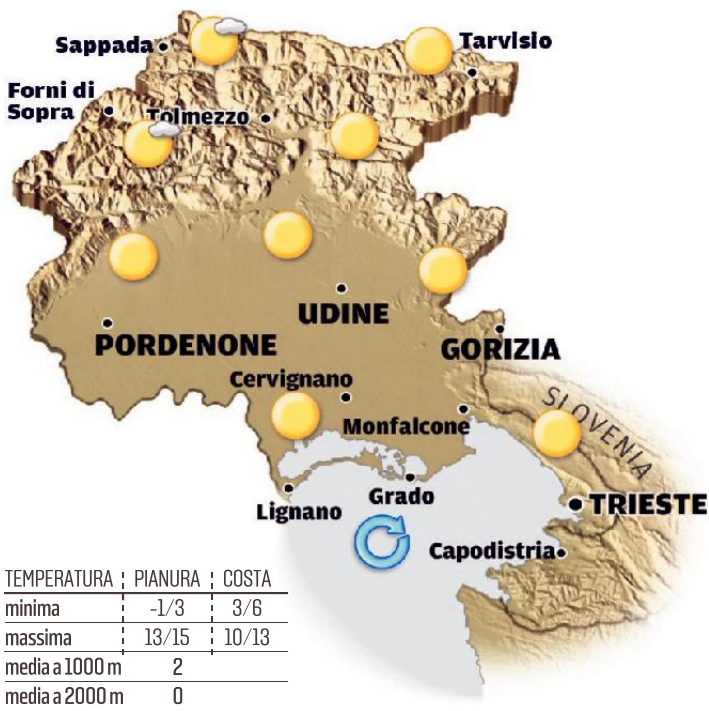 Sappada
Tarvisio
Forni di
Sopra
Tolmezzo
UDINE
PORDENONE
GORIZIA
Cervignano
Monfalcone
SLOVENIA
Lignano
Grado
TRIESTE
Capodistria
TEMPERATURA PIANURA COSTA
minima -1/3 3/6
massima 13/15 10/13
media a 1000 m 2
media a 2000 m 0